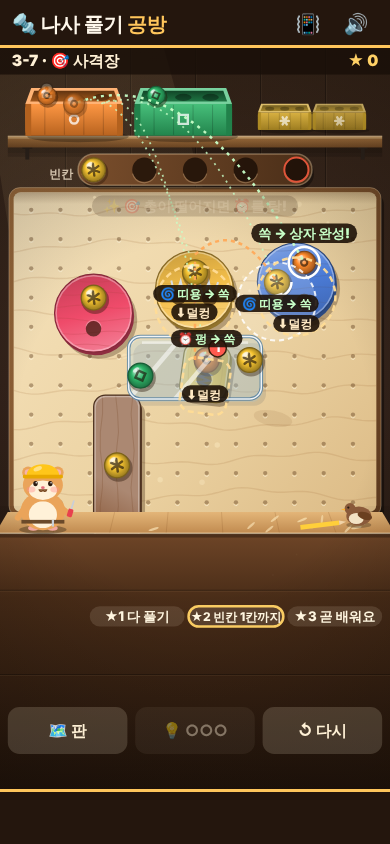 나사 풀기 공방
3-7 · 사격장
★ 0
빈칸
쏙 → 상자 완성!
띠용 → 쏙
⬇덜컹
띠용 → 쏙
⬇덜컹
⏰ 펑 → 쏙
⬇덜컹
★1 다 풀기
★2 빈칸 1칸까지
★3 곧 배워요
판
다시